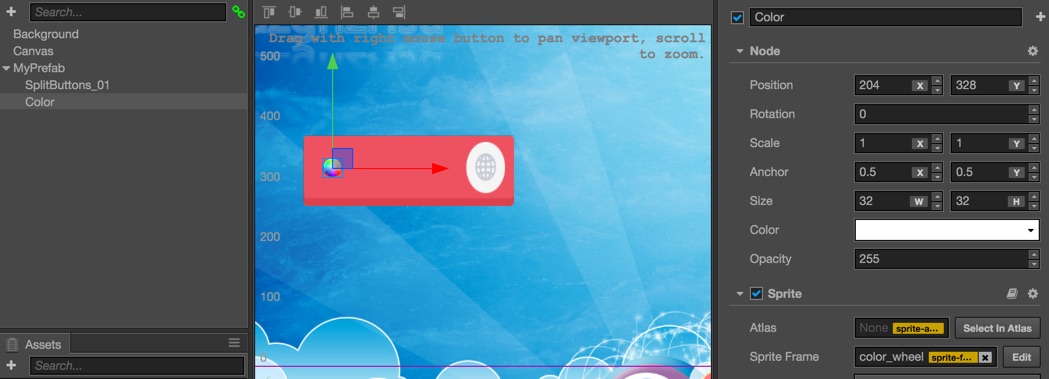 Search...
Background
Canvas
MyPrefab
SplitButtons_01
Color
Assets
Search...
Drag with right mouse button to pan viewport, scroll
to zoom.
500
400
300
200
100
0
Color
Node
Position 204 X 328 Y
Rotation 0
Scale 1 X 1 Y
Anchor 0.5 X 0.5 Y
Size 32 W 32 H
Color
Opacity 255
Sprite
Atlas None sprite-a... Select In Atlas
Sprite Frame color_wheel sprite-f... Edit